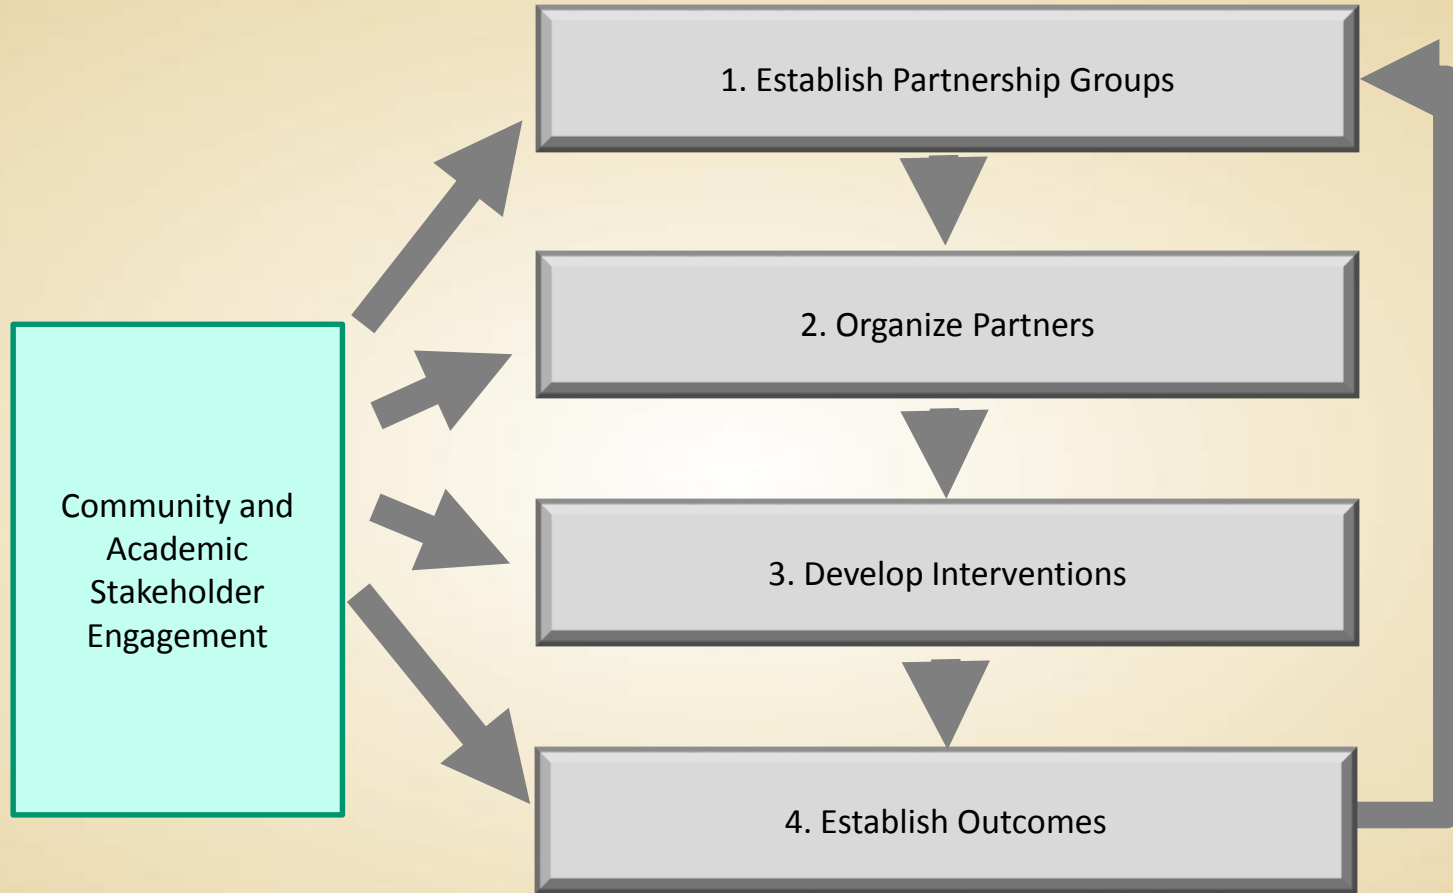 1. Establish Partnership Groups
2. Organize Partners
Community and
Academic
Stakeholder
Engagement
3. Develop Interventions
4. Establish Outcomes